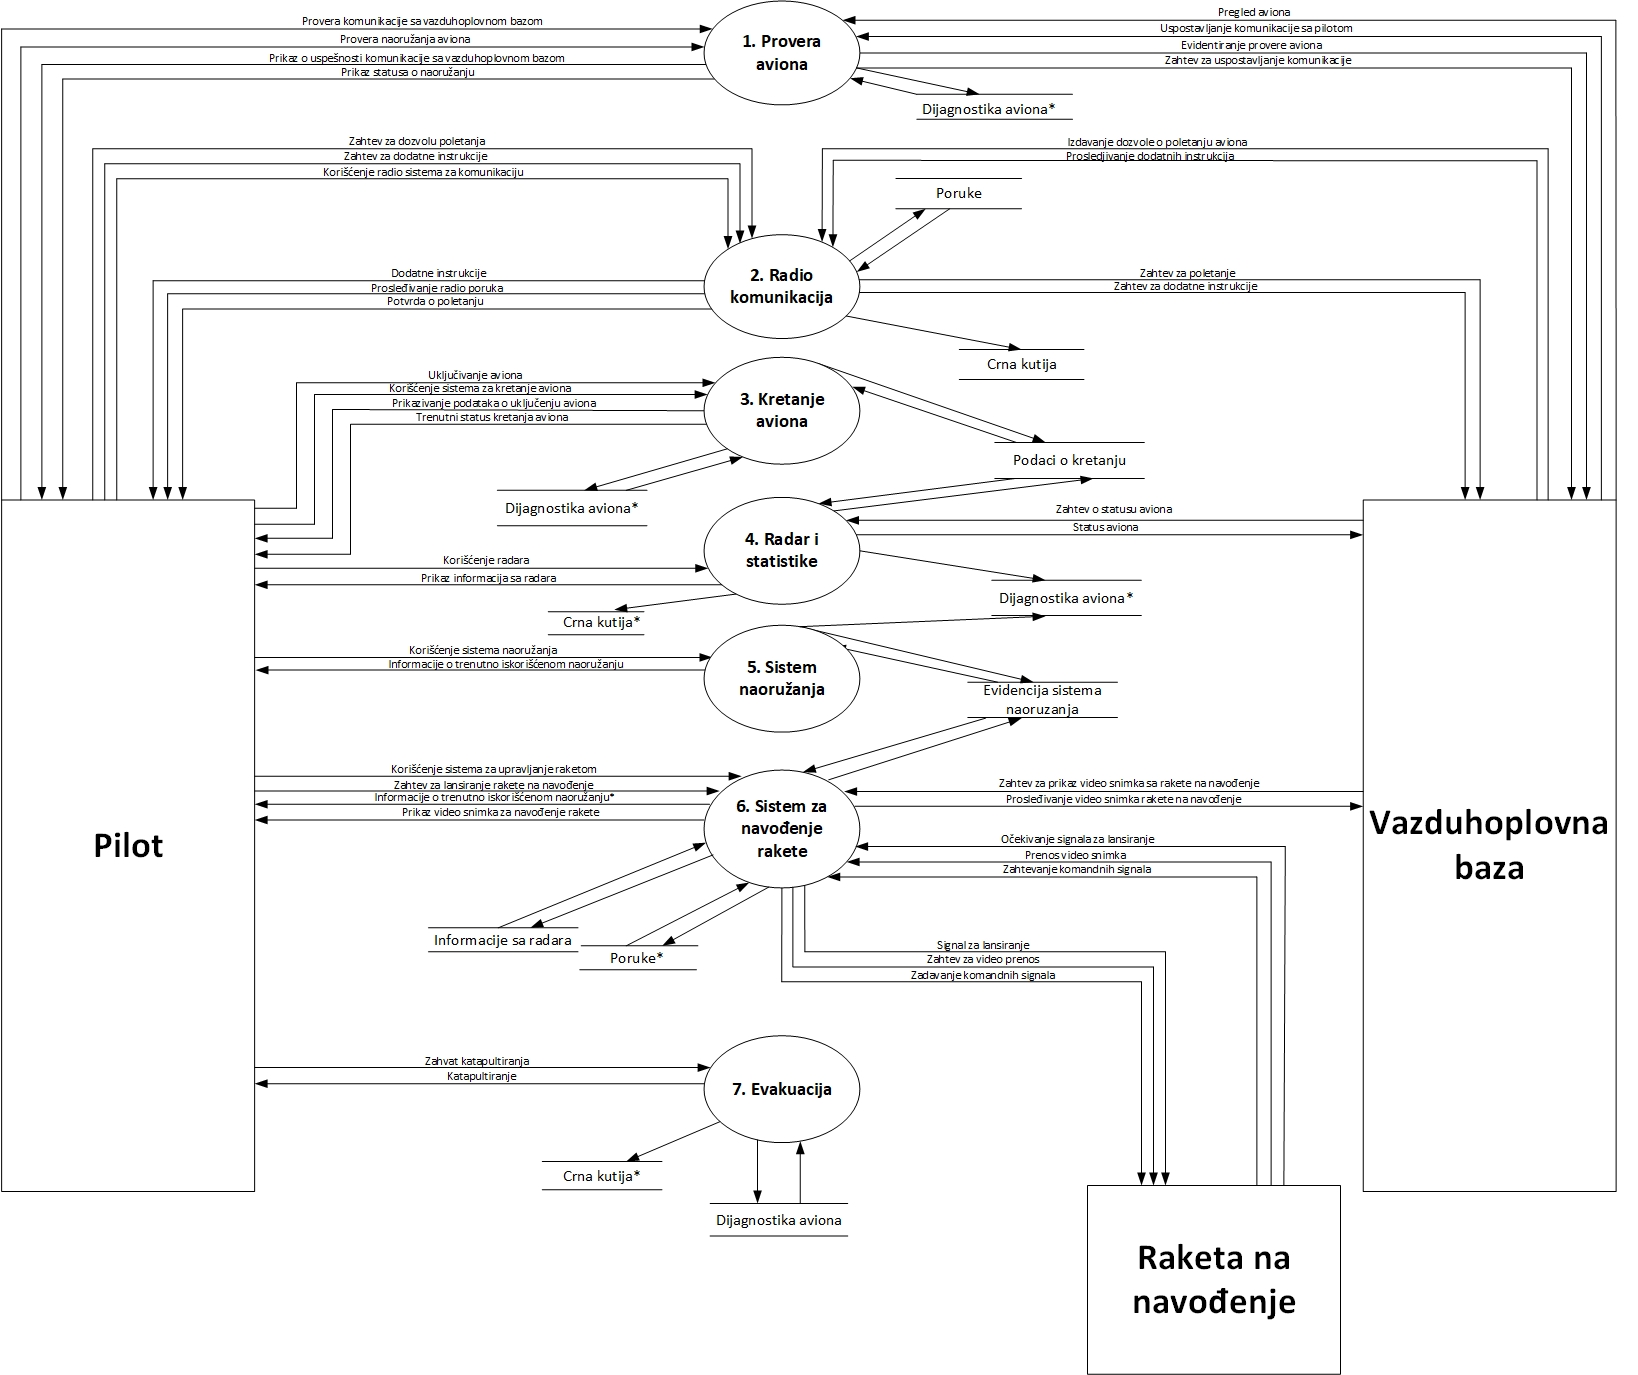 Provera komunikacije sa vazduhoplovnom bazom
Provera naoružanja aviona
Prikaz o uspešnosti komunikacije sa vazduhoplovnom bazom
Prikaz statusa o naoružanju
1. Provera
aviona
Pregled aviona
Uspostavljanje komunikacije sa pilotom
Evidentiranje provere aviona
Zahtev za uspostavljanje komunikacije
Dijagnostika aviona*
Zahtev za dozvolu poletanja
Zahtev za dodatne instrukcije
Korišćenje radio sistema za komunikaciju
Izdavanje dozvole o poletanju aviona
Prosledjivanje dodatnih instrukcija
Poruke
2. Radio
komunikacija
Dodatne instrukcije
Prosleđivanje radio poruka
Potvrda o poletanju
Zahtev za poletanje
Zahtev za dodatne instrukcije
Crna kutija
Uključivanje aviona
Korišćenje sistema za kretanje aviona
Prikazivanje podataka o uključenju aviona
Trenutni status kretanja aviona
3. Kretanje
aviona
Podaci o kretanju
Dijagnostika aviona*
4. Radar i
statistike
Zahtev o statusu aviona
Status aviona
Korišćenje radara
Prikaz informacija sa radara
Dijagnostika aviona*
Crna kutija*
Korišćenje sistema naoružanja
Informacije o trenutno iskorišćenom naoružanju
5. Sistem
naoružanja
Evidencija sistema
naoruzanja
Korišćenje sistema za upravljanje raketom
Zahtev za lansiranje rakete na navođenje
Informacije o trenutno iskorišćenom naoružanju*
Prikaz video snimka za navođenje rakete
6. Sistem za
navođenje
rakete
Zahtev za prikaz video snimka sa rakete na navođenje
Prosleđivanje video snimka rakete na navođenje
Pilot
Vazduhoplovna
baza
Očekivanje signala za lansiranje
Prenos video snimka
Zahtevanje komandnih signala
Informacije sa radara
Poruke*
Signal za lansiranje
Zahtev za video prenos
Zadavanje komandnih signala
Zahvat katapultiranja
Katapultiranje
7. Evakuacija
Crna kutija*
Dijagnostika aviona
Raketa na
navođenje